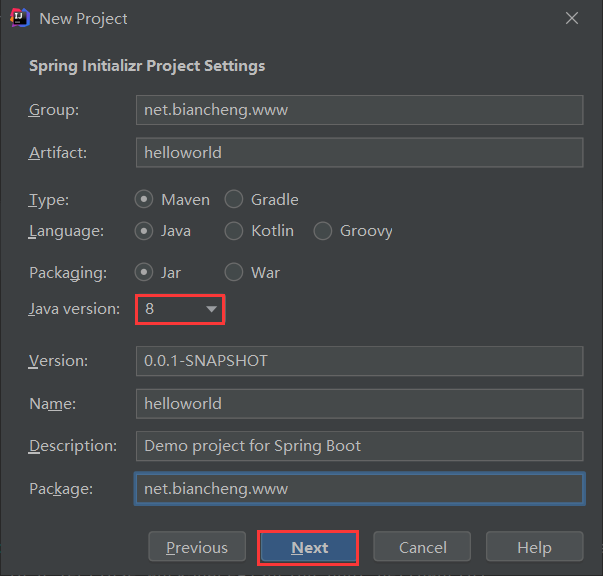 New Project
Spring Initializr Project Settings
Group: net.biancheng.www
Artifact: helloworld
Type: Maven Gradle
Language: Java Kotlin Groovy
Packaging: Jar War
Java version: 8
Version: 0.0.1-SNAPSHOT
Name: helloworld
Description: Demo project for Spring Boot
Package: net.biancheng.www
Previous Next Cancel Help